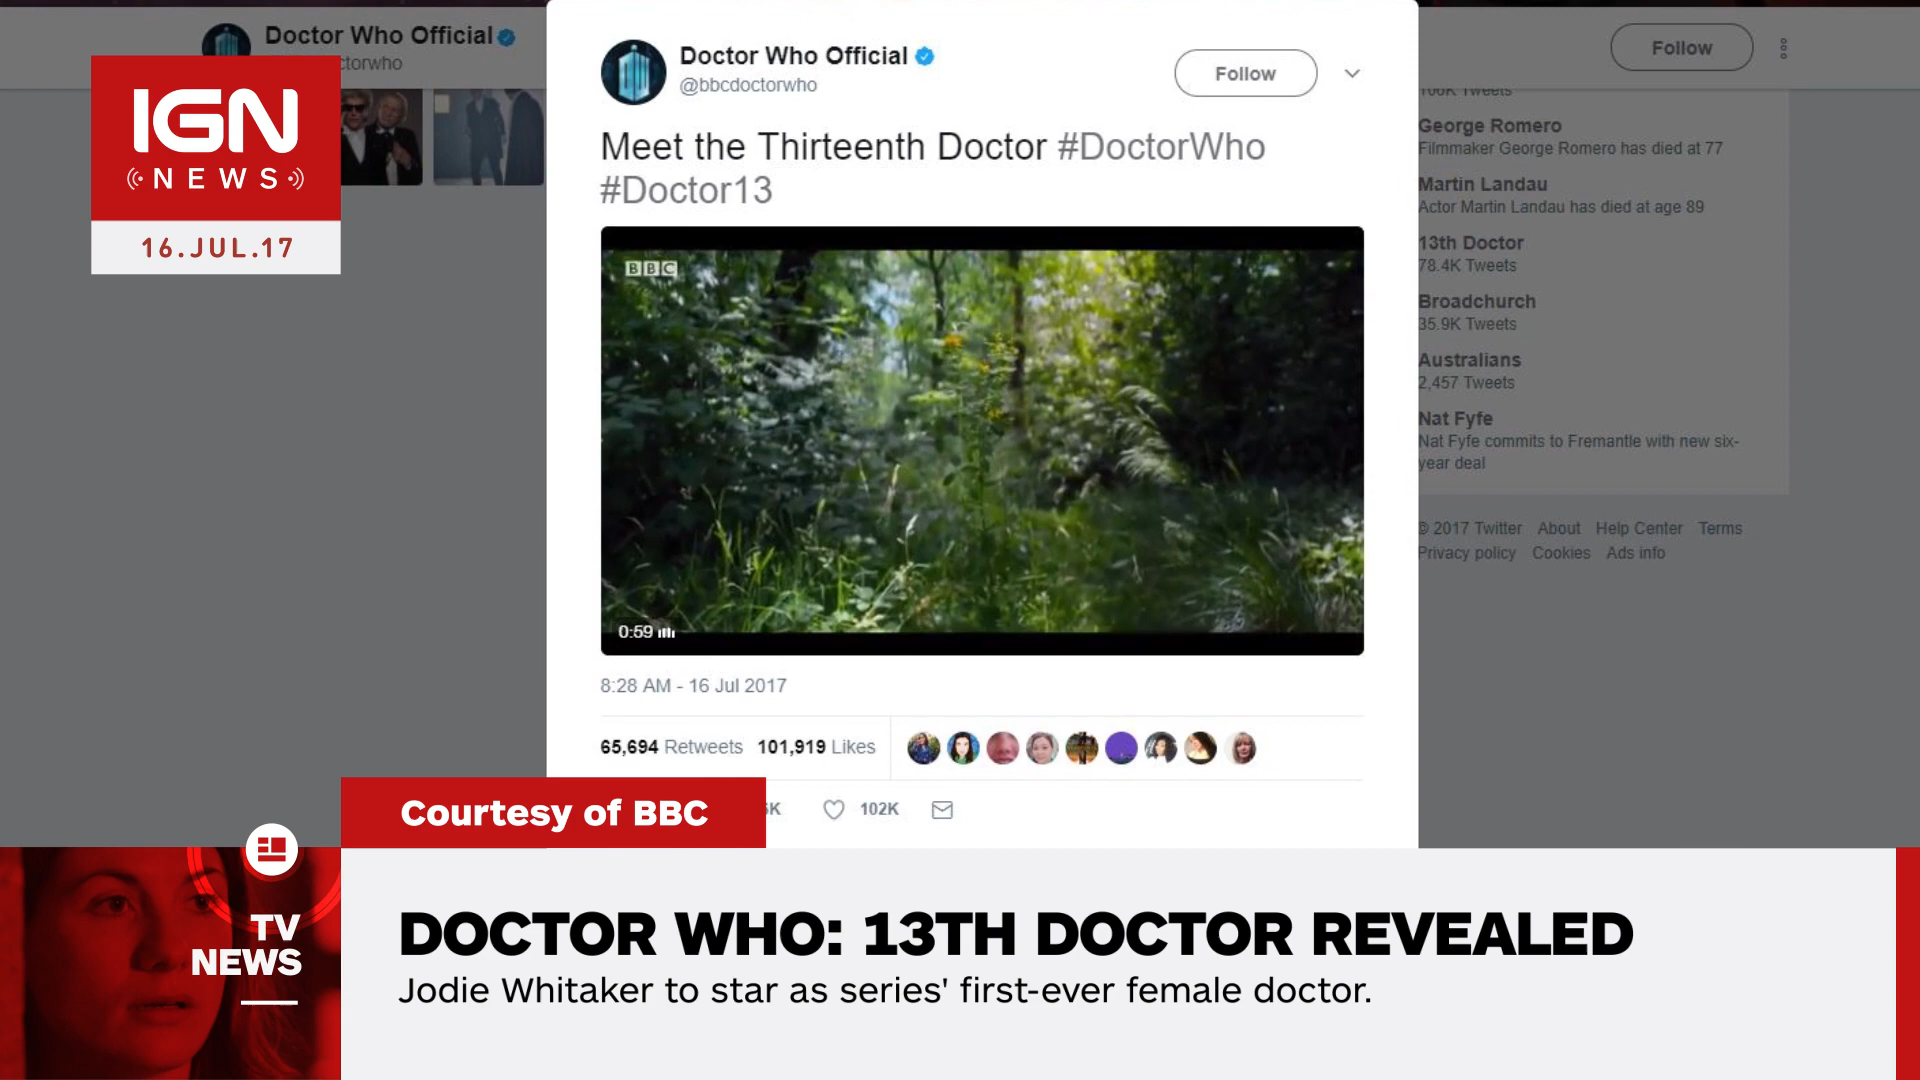 Doctor Who Official
ctorwho
IGN
NEWS
16.JUL.17
Doctor Who Official
@bbcdoctorwho
Follow
Meet the Thirteenth Doctor #DoctorWho
#Doctor13
BBC
0:59
8:28 AM - 16 Jul 2017
65,694 Retweets 101,919 Likes
102K
Follow
100K Tweets
George Romero
Filmmaker George Romero has died at 77
Martin Landau
Actor Martin Landau has died at age 89
13th Doctor
78.4K Tweets
Broadchurch
35.9K Tweets
Australians
2,457 Tweets
Nat Fyfe
Nat Fyfe commits to Fremantle with new six-
year deal
© 2017 Twitter About Help Center Terms
Privacy policy Cookies Ads info
Courtesy of BBC
TV
NEWS
DOCTOR WHO: 13TH DOCTOR REVEALED
Jodie Whitaker to star as series' first-ever female doctor.